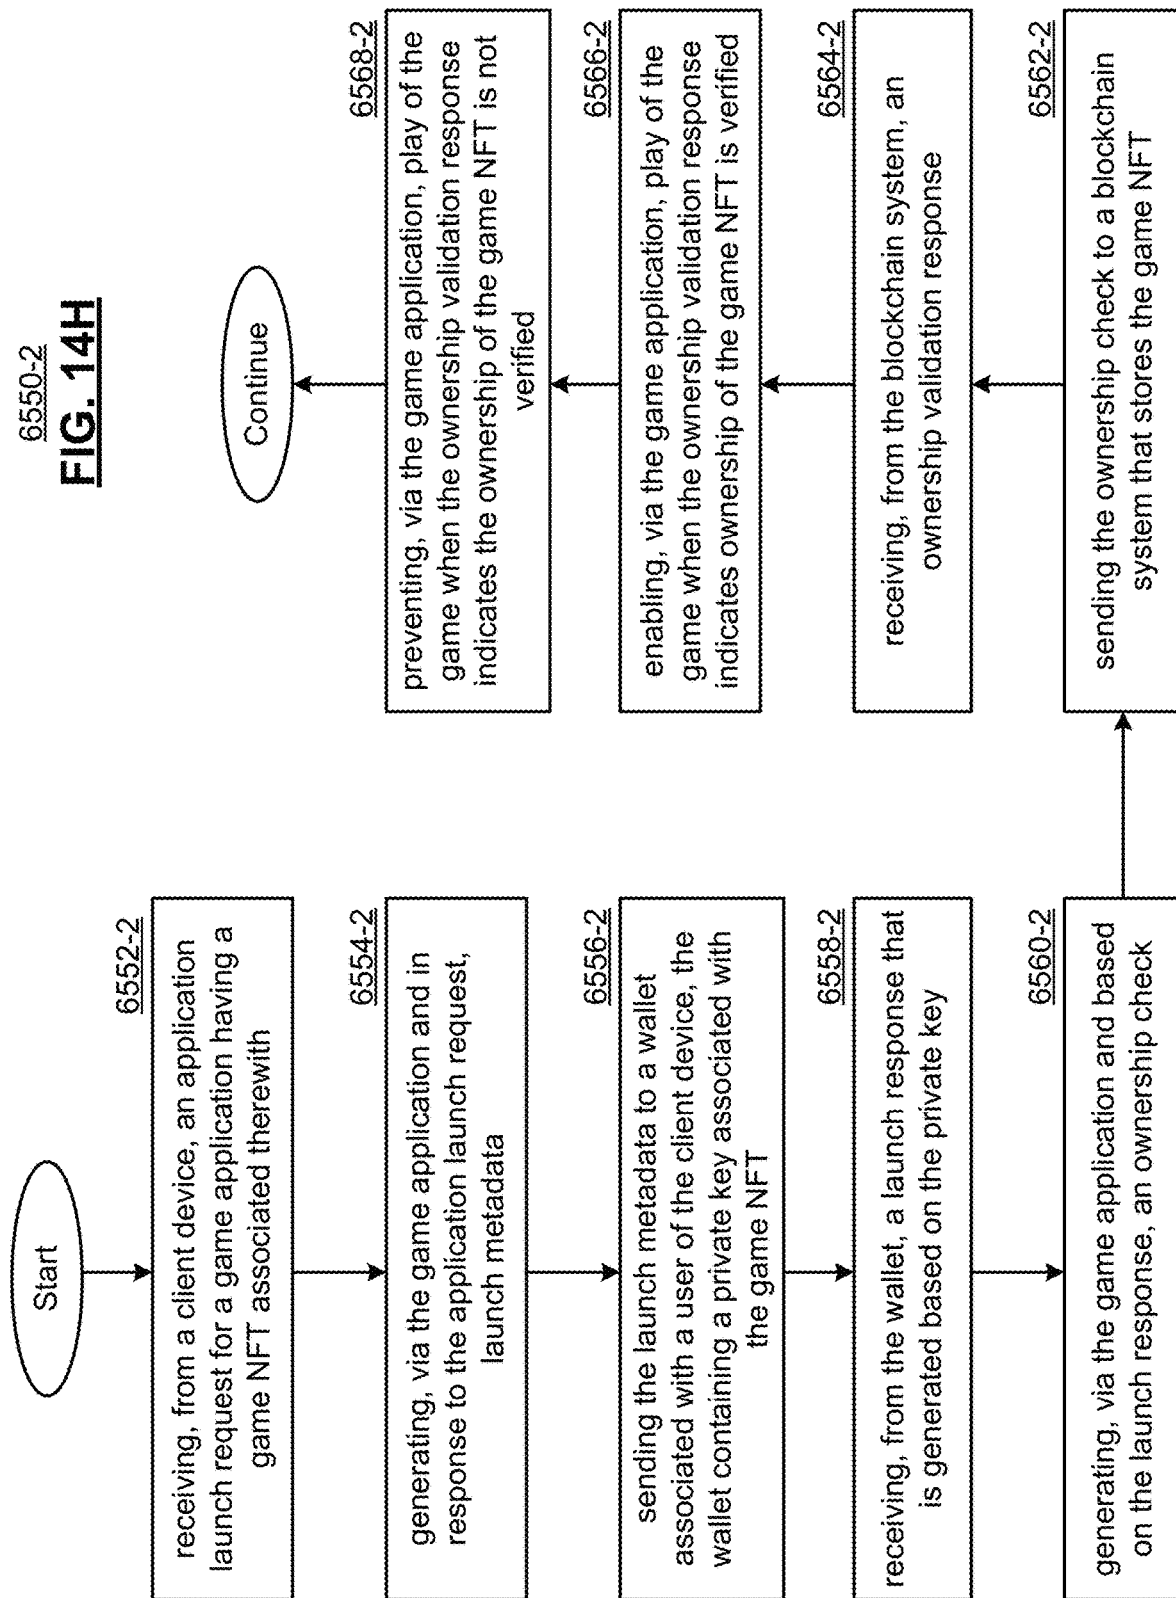 6550-2
FIG. 14H
Start
6552-2
receiving, from a client device, an application
launch request for a game application having a
game NFT associated therewith
6554-2
generating, via the game application and in
response to the application launch request,
launch metadata
6556-2
sending the launch metadata to a wallet
associated with a user of the client device, the
wallet containing a private key associated with
the game NFT
6558-2
receiving, from the wallet, a launch response that
is generated based on the private key
6560-2
generating, via the game application and based
on the launch response, an ownership check
6562-2
sending the ownership check to a blockchain
system that stores the game NFT
6564-2
receiving, from the blockchain system, an
ownership validation response
6566-2
enabling, via the game application, play of the
game when the ownership validation response
indicates ownership of the game NFT is verified
6568-2
preventing, via the game application, play of the
game when the ownership validation response
indicates the ownership of the game NFT is not
verified
Continue